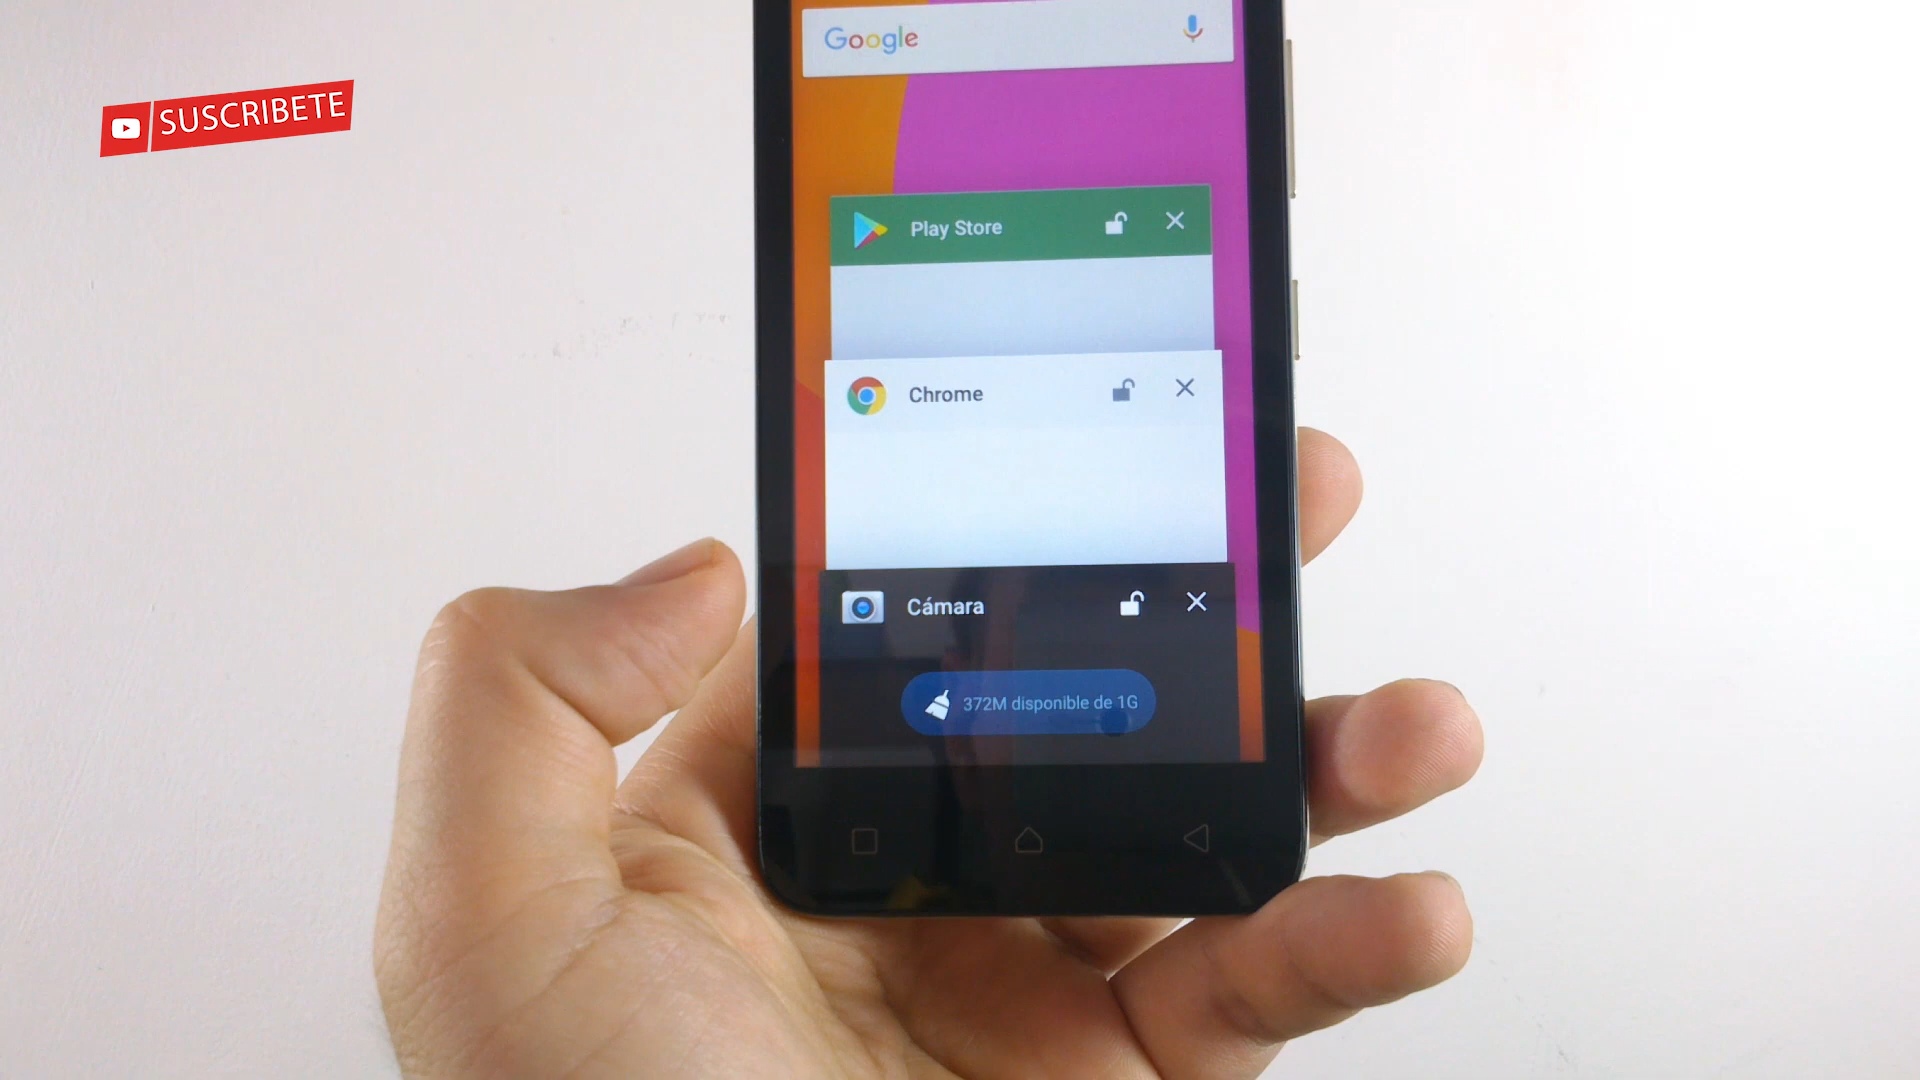 Google
SUSCRIBETE
Play Store
Chrome
Cámara
372M disponible de 1G